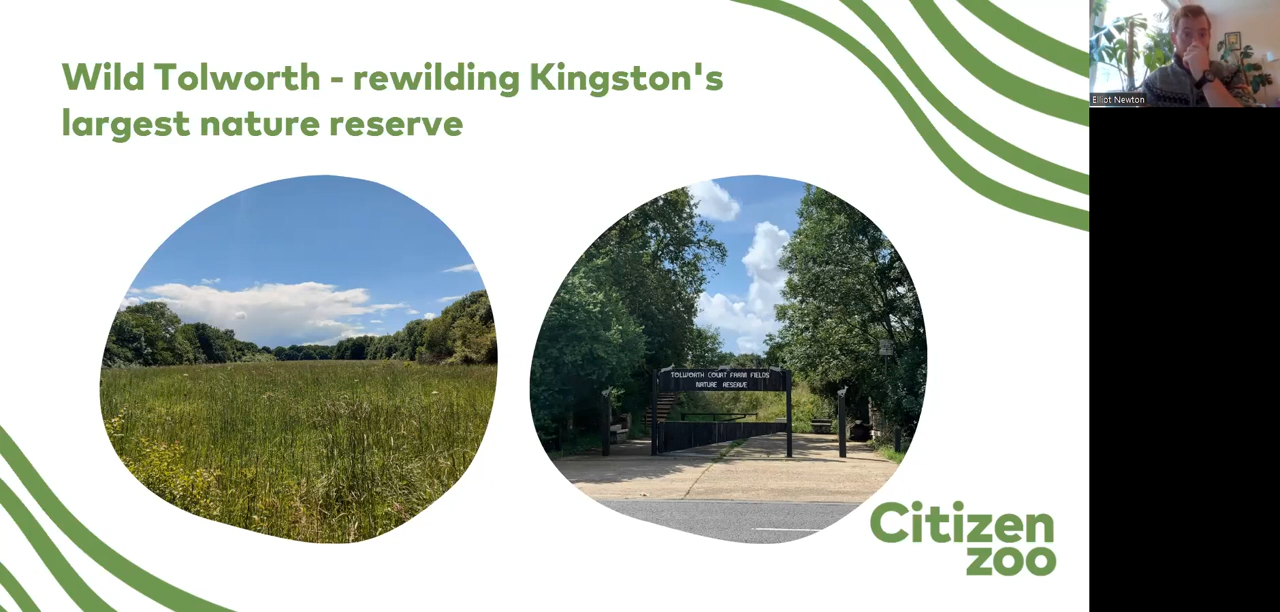 Wild Tolworth - rewilding Kingston's
largest nature reserve
Elliot Newton
TOLWORTH COURT FARM FIELDS
NATURE RESERVE
Citizen
zoo